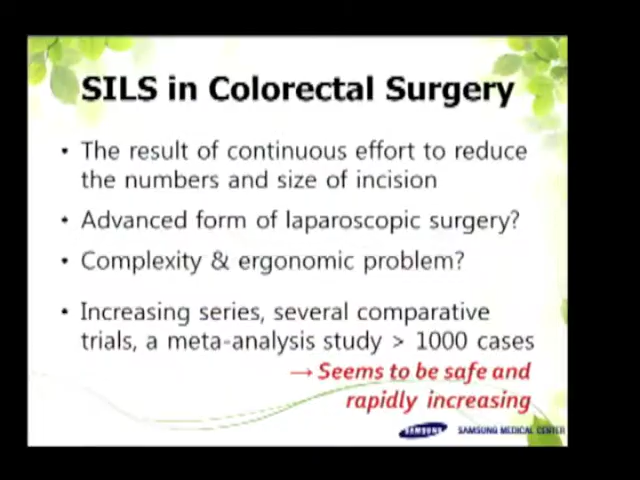 SILS in Colorectal Surgery
• The result of continuous effort to reduce
the numbers and size of incision
• Advanced form of laparoscopic surgery?
• Complexity & ergonomic problem?
• Increasing series, several comparative
trials, a meta-analysis study > 1000 cases
→ Seems to be safe and
rapidly increasing
SAMSUNG SAMSUNG MEDICAL CENTER